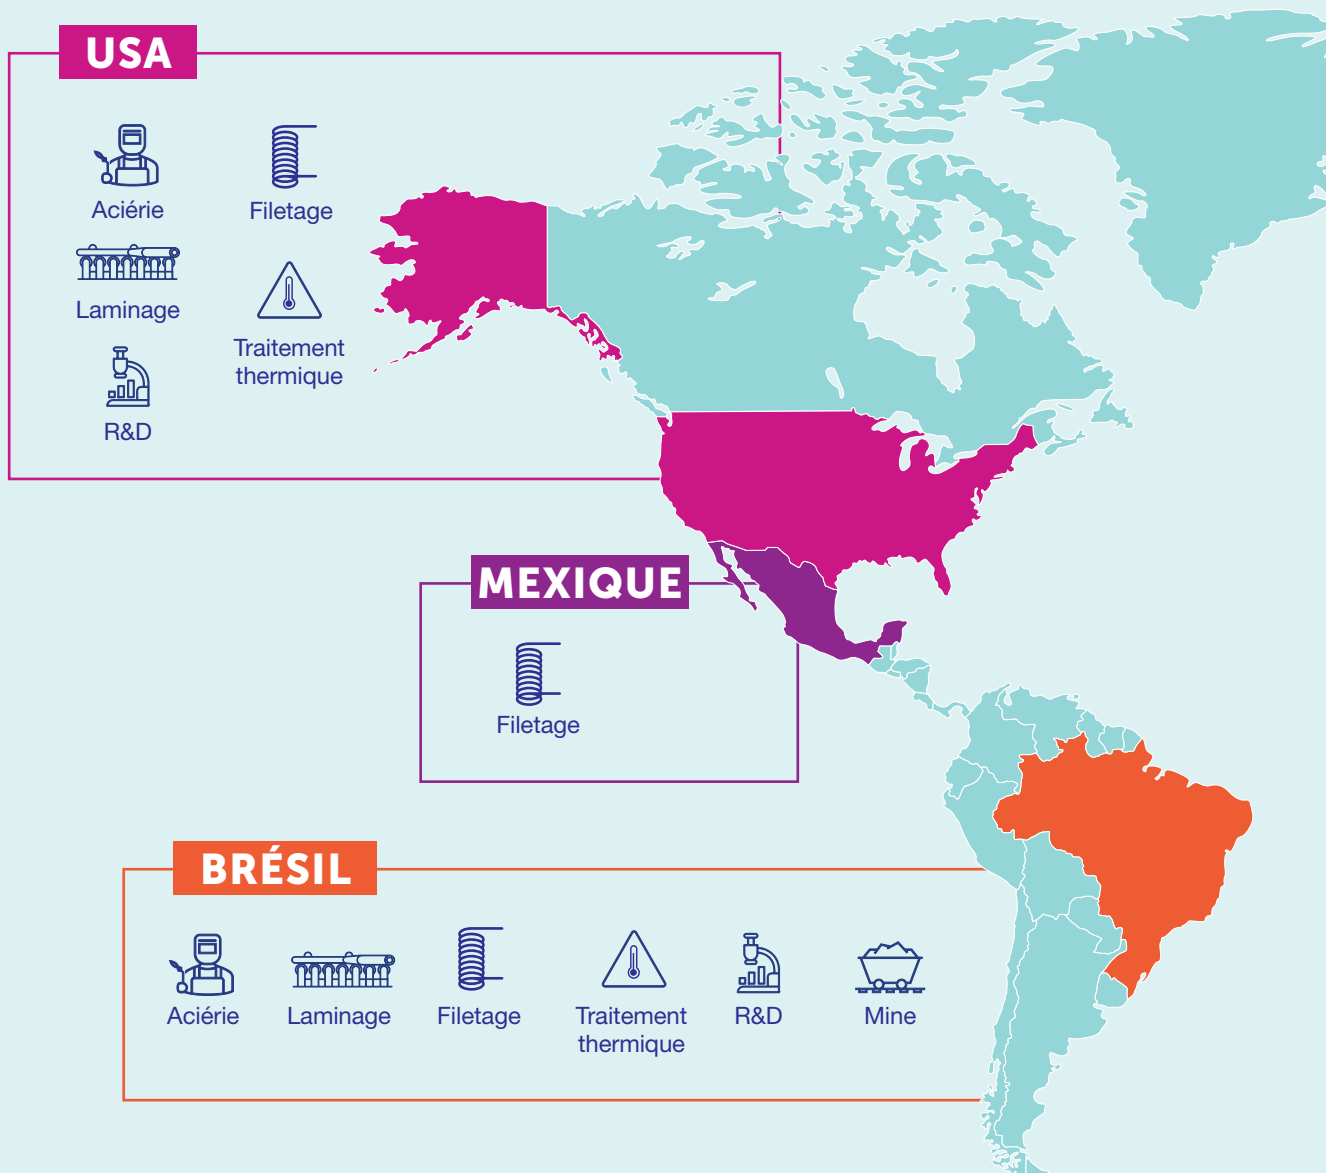 USA
Aciérie
Filetage
Laminage
Traitement
thermique
R&D
MEXIQUE
Filetage
BRÉSIL
Aciérie
Laminage
Filetage
Traitement
thermique
R&D
Mine